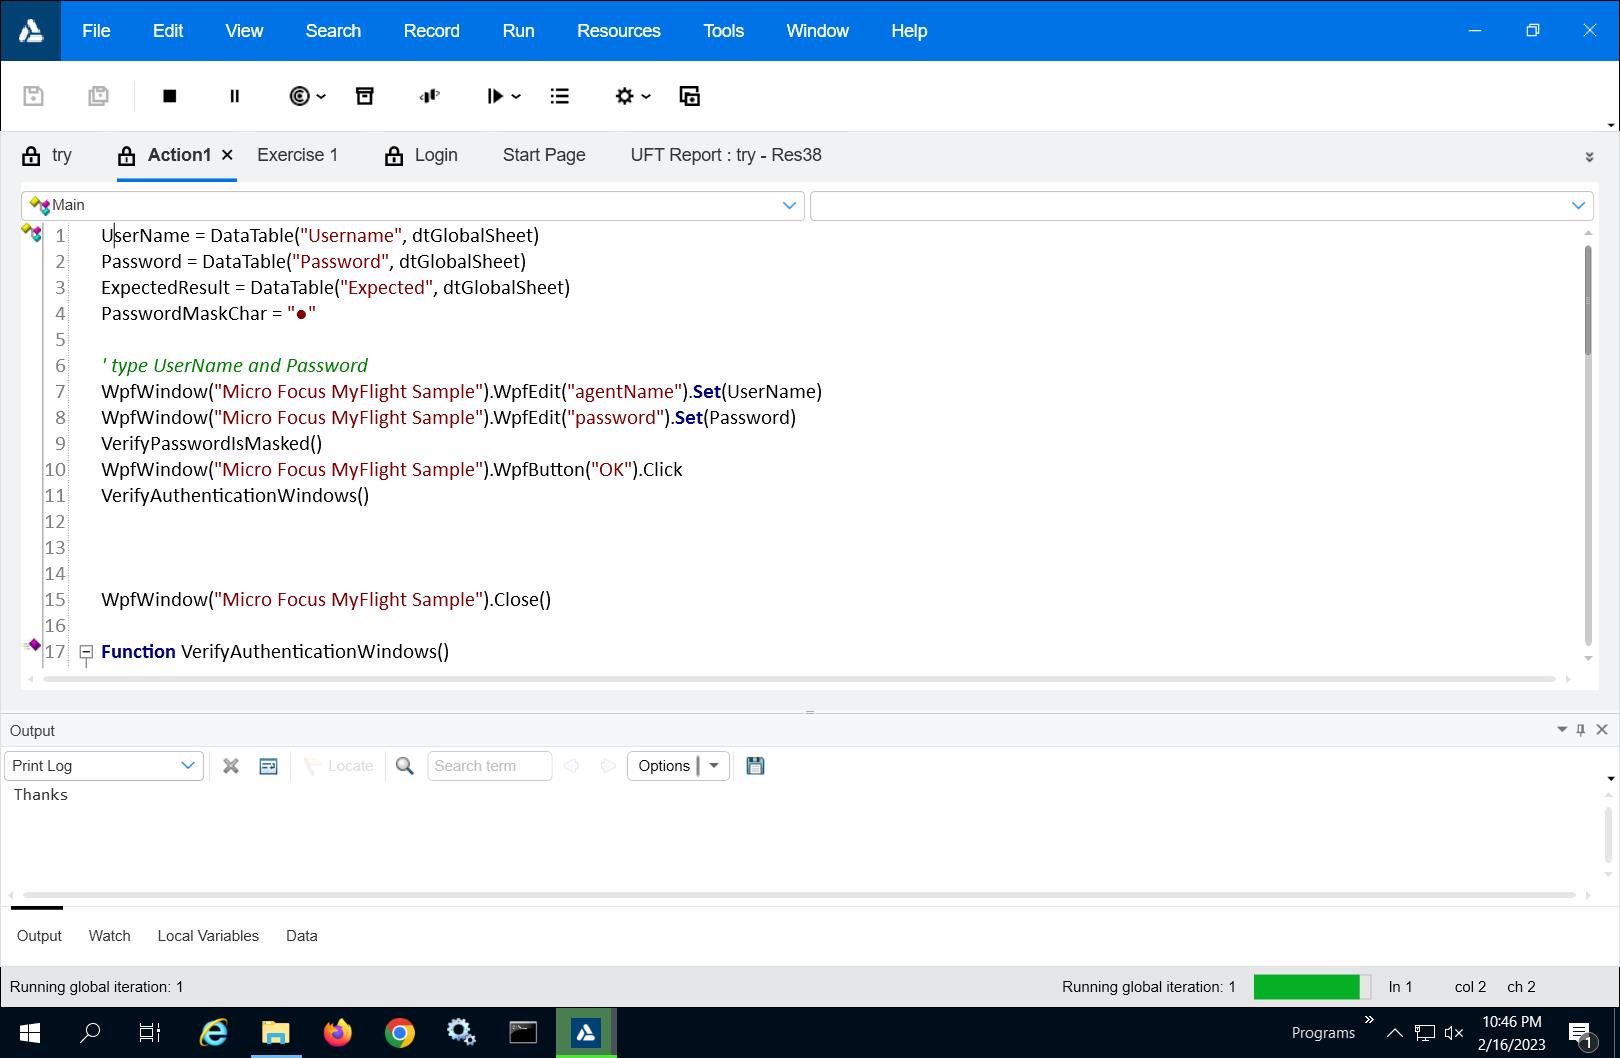 File Edit View Search Record Run Resources Tools Window Help
try Action1 Exercise 1 Login Start Page UFT Report : try - Res38
Main
1 UserName = DataTable("Username", dtGlobalSheet)
2 Password = DataTable("Password", dtGlobalSheet)
3 ExpectedResult = DataTable("Expected", dtGlobalSheet)
4 PasswordMaskChar = "●"
5
6 ' type UserName and Password
7 WpfWindow("Micro Focus MyFlight Sample").WpfEdit("agentName").Set(UserName)
8 WpfWindow("Micro Focus MyFlight Sample").WpfEdit("password").Set(Password)
9 VerifyPasswordIsMasked()
10 WpfWindow("Micro Focus MyFlight Sample").WpfButton("OK").Click
11 VerifyAuthenticationWindows()
12
13
14
15 WpfWindow("Micro Focus MyFlight Sample").Close()
16
17 Function VerifyAuthenticationWindows()
Output
Print Log Locate Search term Options
Thanks
Output Watch Local Variables Data
Running global iteration: 1 Running global iteration: 1 ln 1 col 2 ch 2
Programs 10:46 PM
2/16/2023 1